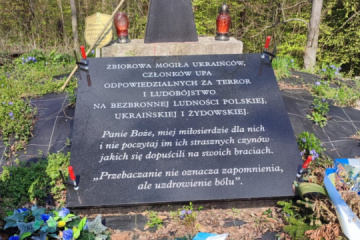 ZBIOROWA MOGIŁA UKRAIŃCÓW,
CZŁONKÓW UPA
ODPOWIEDZIALNYCH ZA TERROR
I LUDOBÓJSTWO
NA BEZBRONNEJ LUDNOŚCI POLSKIEJ,
UKRAIŃSKIEJ I ŻYDOWSKIEJ.
Panie Boże, miej miłosierdzie dla nich
i nie poczytaj im ich strasznych czynów
jakich się dopuścili na swoich braciach.
„Przebaczanie nie oznacza zapomnienia,
ale uzdrowienie bólu”.